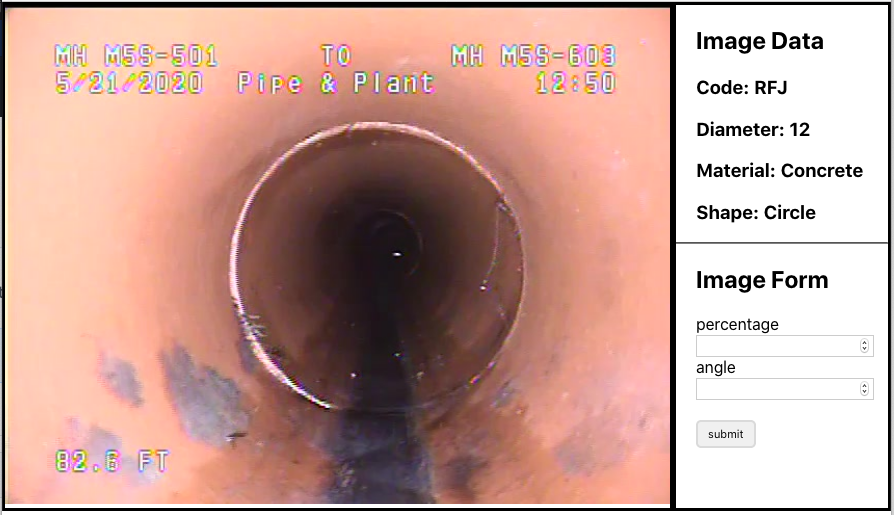 MH M5S-501 TO MH M5S-603
5/21/2020 Pipe & Plant 12:50
82.6 FT
Image Data
Code: RFJ
Diameter: 12
Material: Concrete
Shape: Circle
Image Form
percentage
angle
submit